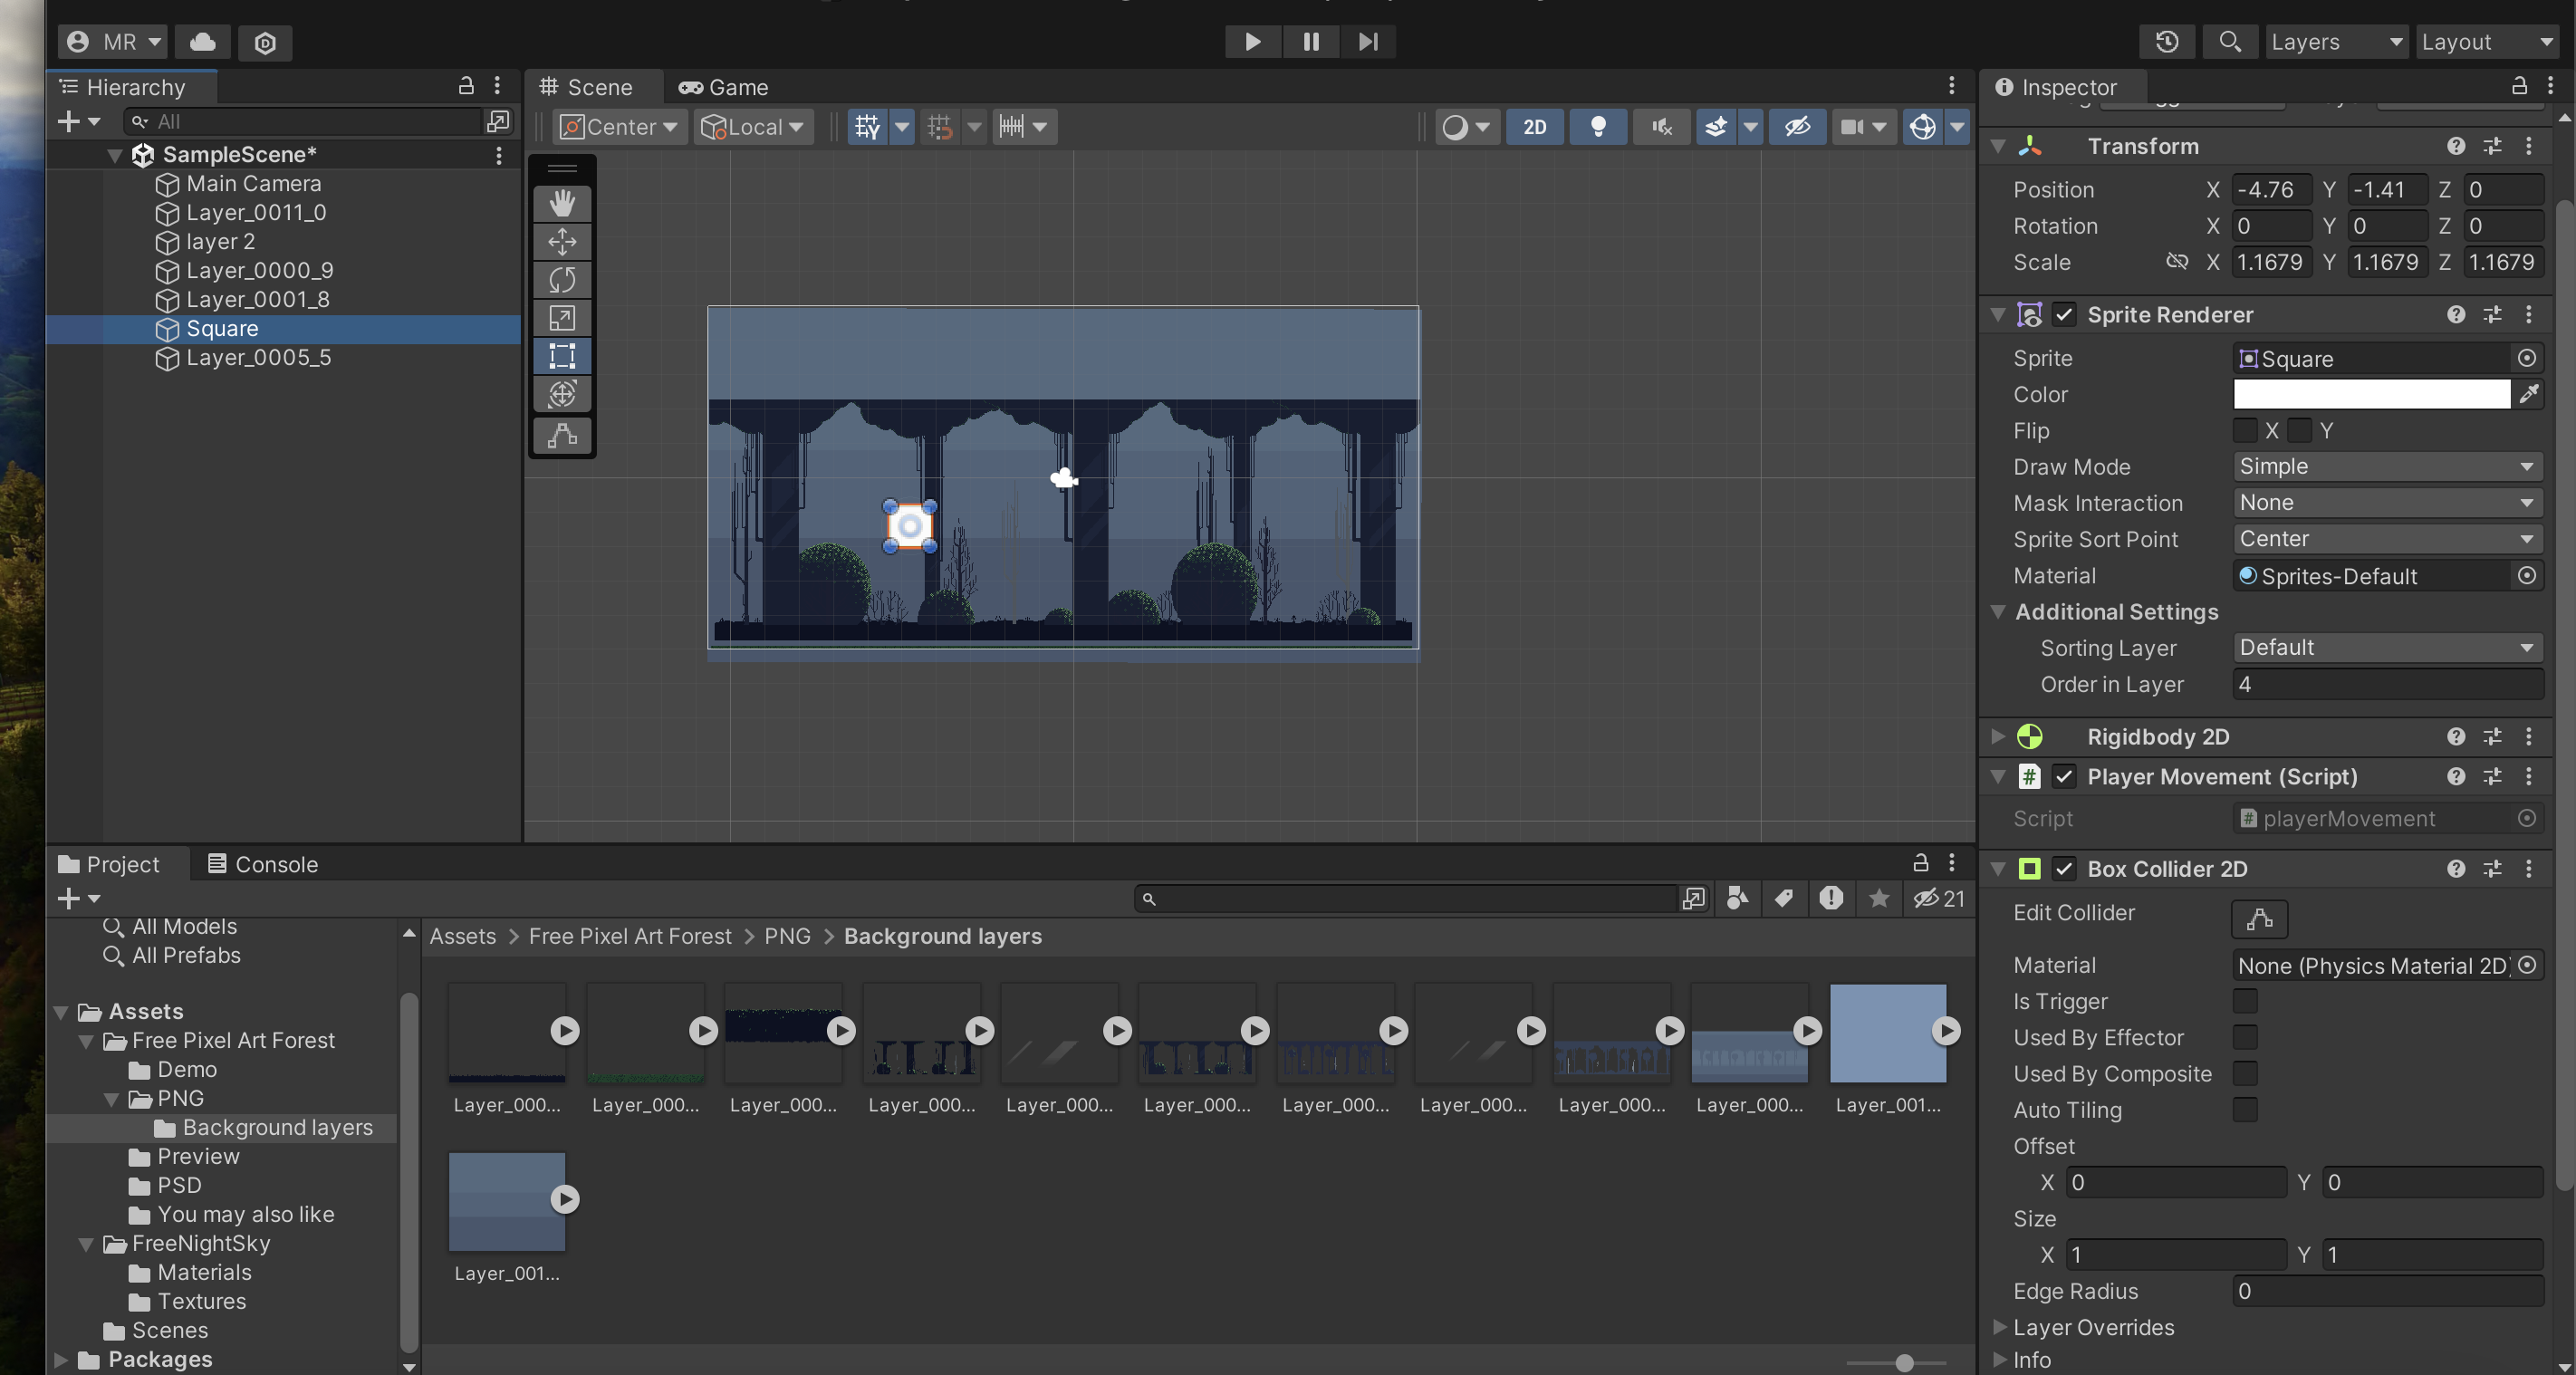 MR
Layers
Layout
Hierarchy
All
SampleScene*
Main Camera
Layer_0011_0
layer 2
Layer_0000_9
Layer_0001_8
Square
Layer_0005_5
Scene
Game
Center
Local
2D
Inspector
Transform
Position X -4.76 Y -1.41 Z 0
Rotation X 0 Y 0 Z 0
Scale X 1.1679 Y 1.1679 Z 1.1679
Sprite Renderer
Sprite Square
Color
Flip X Y
Draw Mode Simple
Mask Interaction None
Sprite Sort Point Center
Material Sprites-Default
Additional Settings
Sorting Layer Default
Order in Layer 4
Rigidbody 2D
Player Movement (Script)
Script # playerMovement
Box Collider 2D
Edit Collider
Material None (Physics Material 2D)
Is Trigger
Used By Effector
Used By Composite
Auto Tiling
Offset
X 0 Y 0
Size
X 1 Y 1
Edge Radius 0
Layer Overrides
Info
Project
Console
21
All Models
All Prefabs
Assets
Free Pixel Art Forest
Demo
PNG
Background layers
Preview
PSD
You may also like
FreeNightSky
Materials
Textures
Scenes
Packages
Assets > Free Pixel Art Forest > PNG > Background layers
Layer_000... Layer_000... Layer_000... Layer_000... Layer_000... Layer_000... Layer_000... Layer_000... Layer_000... Layer_000... Layer_001...
Layer_001...